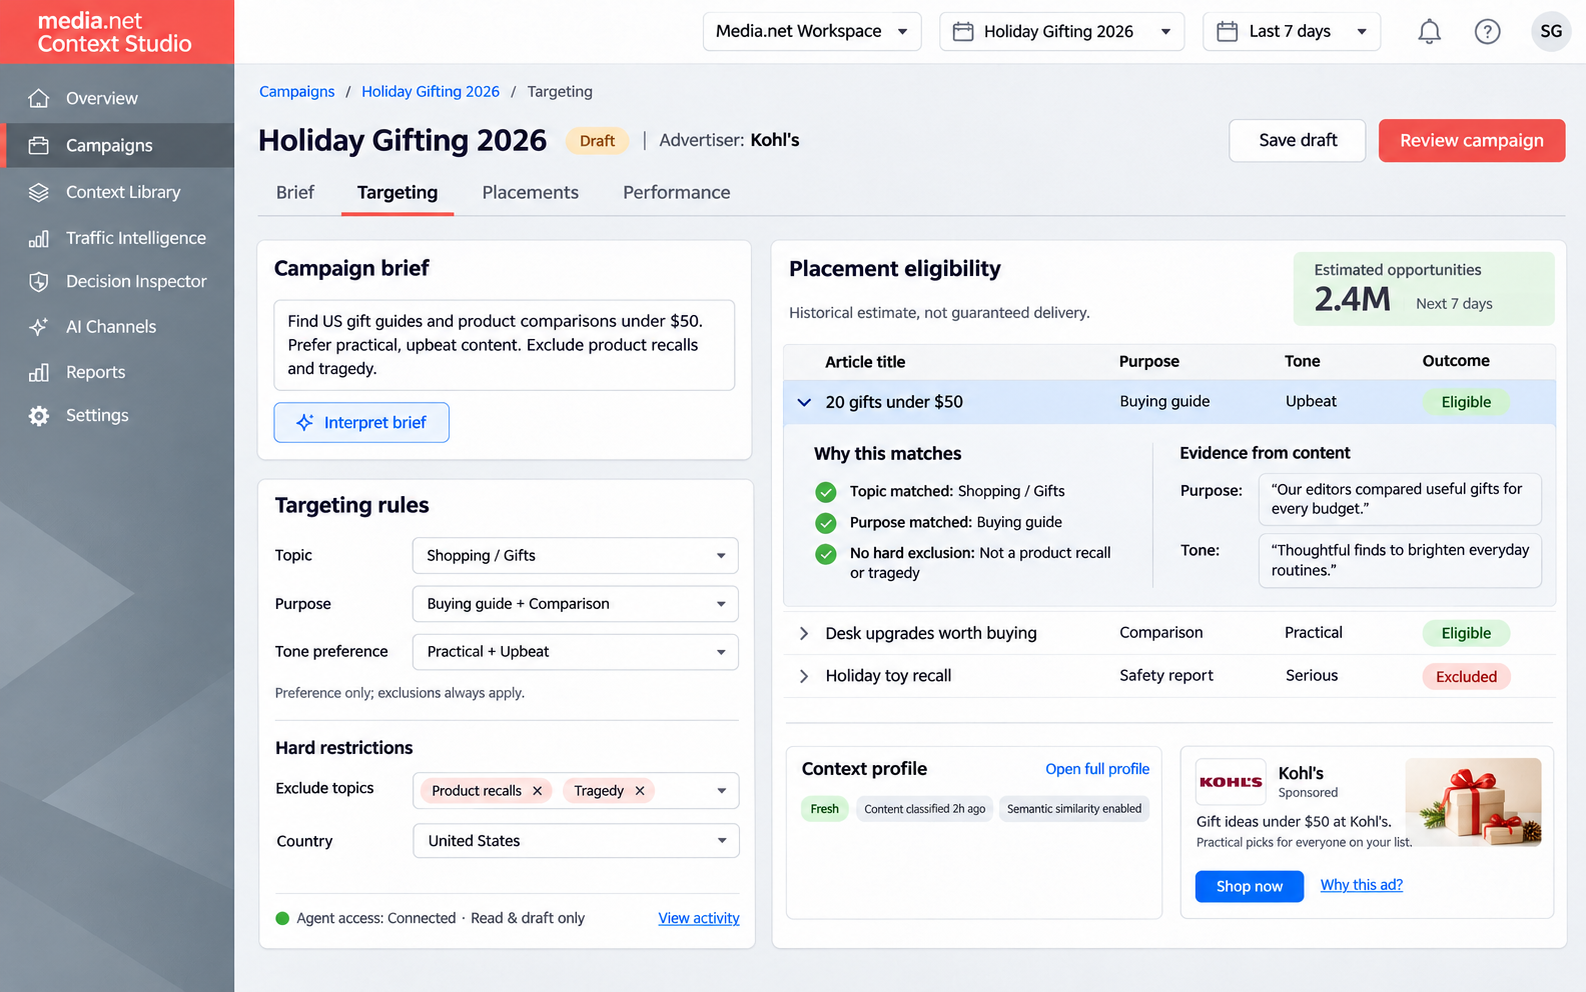 media.net
Context Studio
Media.net Workspace
Holiday Gifting 2026
Last 7 days
?
SG
Overview
Campaigns
Context Library
Traffic Intelligence
Decision Inspector
AI Channels
Reports
Settings
Campaigns / Holiday Gifting 2026 / Targeting
Holiday Gifting 2026
Draft
| Advertiser: Kohl's
Save draft
Review campaign
Brief
Targeting
Placements
Performance
Campaign brief
Find US gift guides and product comparisons under $50.
Prefer practical, upbeat content. Exclude product recalls
and tragedy.
Interpret brief
Targeting rules
Topic
Shopping / Gifts
Purpose
Buying guide + Comparison
Tone preference
Practical + Upbeat
Preference only; exclusions always apply.
Hard restrictions
Exclude topics
Product recalls ✕
Tragedy ✕
Country
United States
Agent access: Connected · Read & draft only
View activity
Placement eligibility
Historical estimate, not guaranteed delivery.
Estimated opportunities
2.4M Next 7 days
Article title Purpose Tone Outcome
20 gifts under $50 Buying guide Upbeat Eligible
Why this matches
Topic matched: Shopping / Gifts
Purpose matched: Buying guide
No hard exclusion: Not a product recall
or tragedy
Evidence from content
Purpose:
“Our editors compared useful gifts for
every budget.”
Tone:
“Thoughtful finds to brighten everyday
routines.”
Desk upgrades worth buying Comparison Practical Eligible
Holiday toy recall Safety report Serious Excluded
Context profile
Open full profile
Fresh
Content classified 2h ago
Semantic similarity enabled
KOHL'S
Kohl's
Sponsored
Gift ideas under $50 at Kohl's.
Practical picks for everyone on your list.
Shop now
Why this ad?